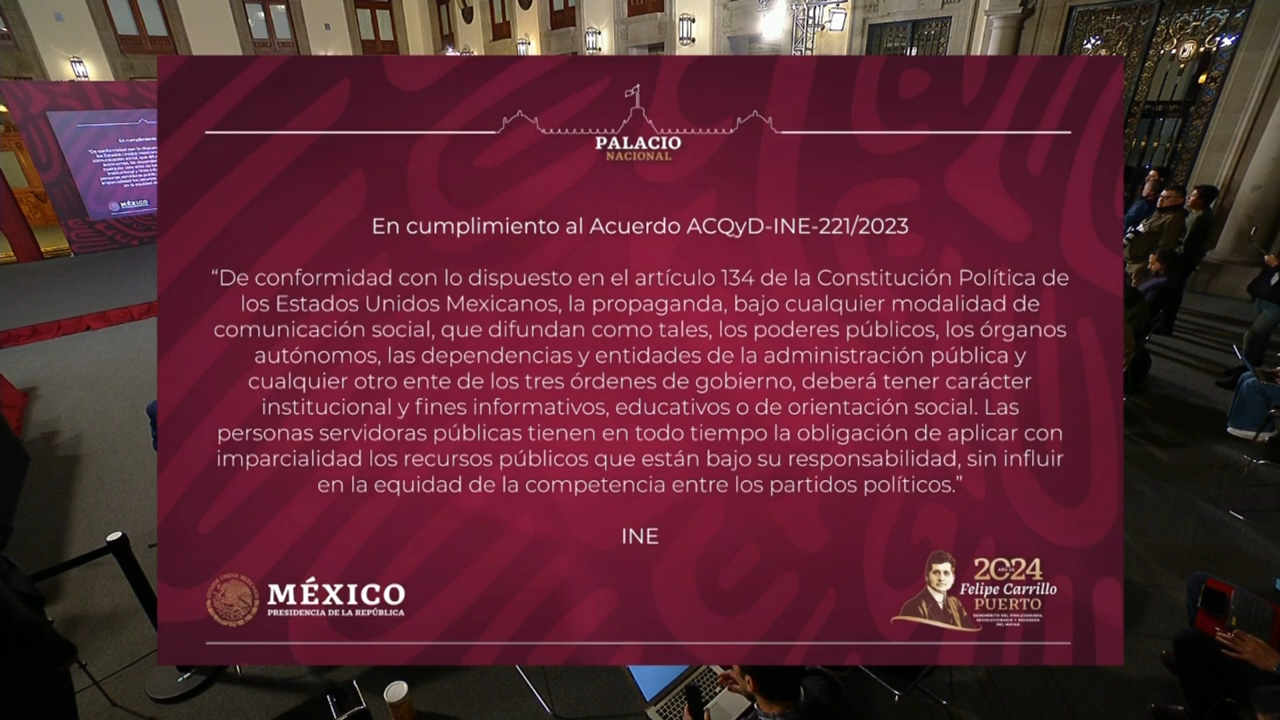 PALACIO
NACIONAL
En cumplimiento al Acuerdo ACQyD-INE-221/2023
“De conformidad con lo dispuesto en el artículo 134 de la Constitución Política de
los Estados Unidos Mexicanos, la propaganda, bajo cualquier modalidad de
comunicación social, que difundan como tales, los poderes públicos, los órganos
autónomos, las dependencias y entidades de la administración pública y
cualquier otro ente de los tres órdenes de gobierno, deberá tener carácter
institucional y fines informativos, educativos o de orientación social. Las
personas servidoras públicas tienen en todo tiempo la obligación de aplicar con
imparcialidad los recursos públicos que están bajo su responsabilidad, sin influir
en la equidad de la competencia entre los partidos políticos.”
INE
MÉXICO
PRESIDENCIA DE LA REPÚBLICA
2024
Felipe Carrillo
PUERTO